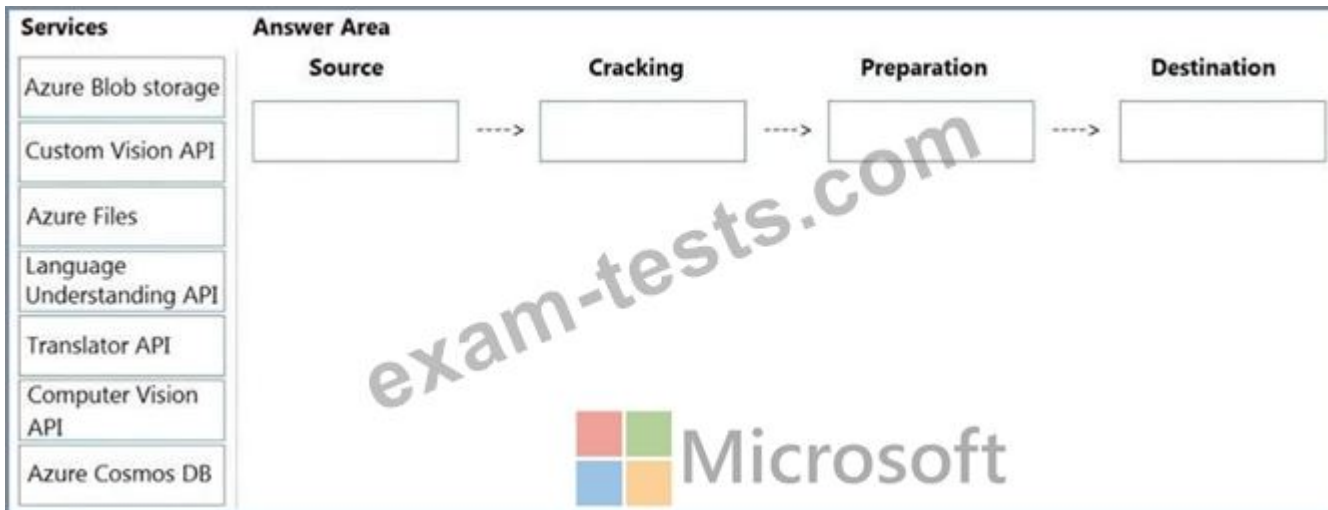 Services
Answer Area
Source
Cracking
Preparation
Destination
Azure Blob storage
Custom Vision API
Azure Files
Language
Understanding API
Translator API
Computer Vision
API
Azure Cosmos DB
---->
---->
---->
exam-tests.com
Microsoft